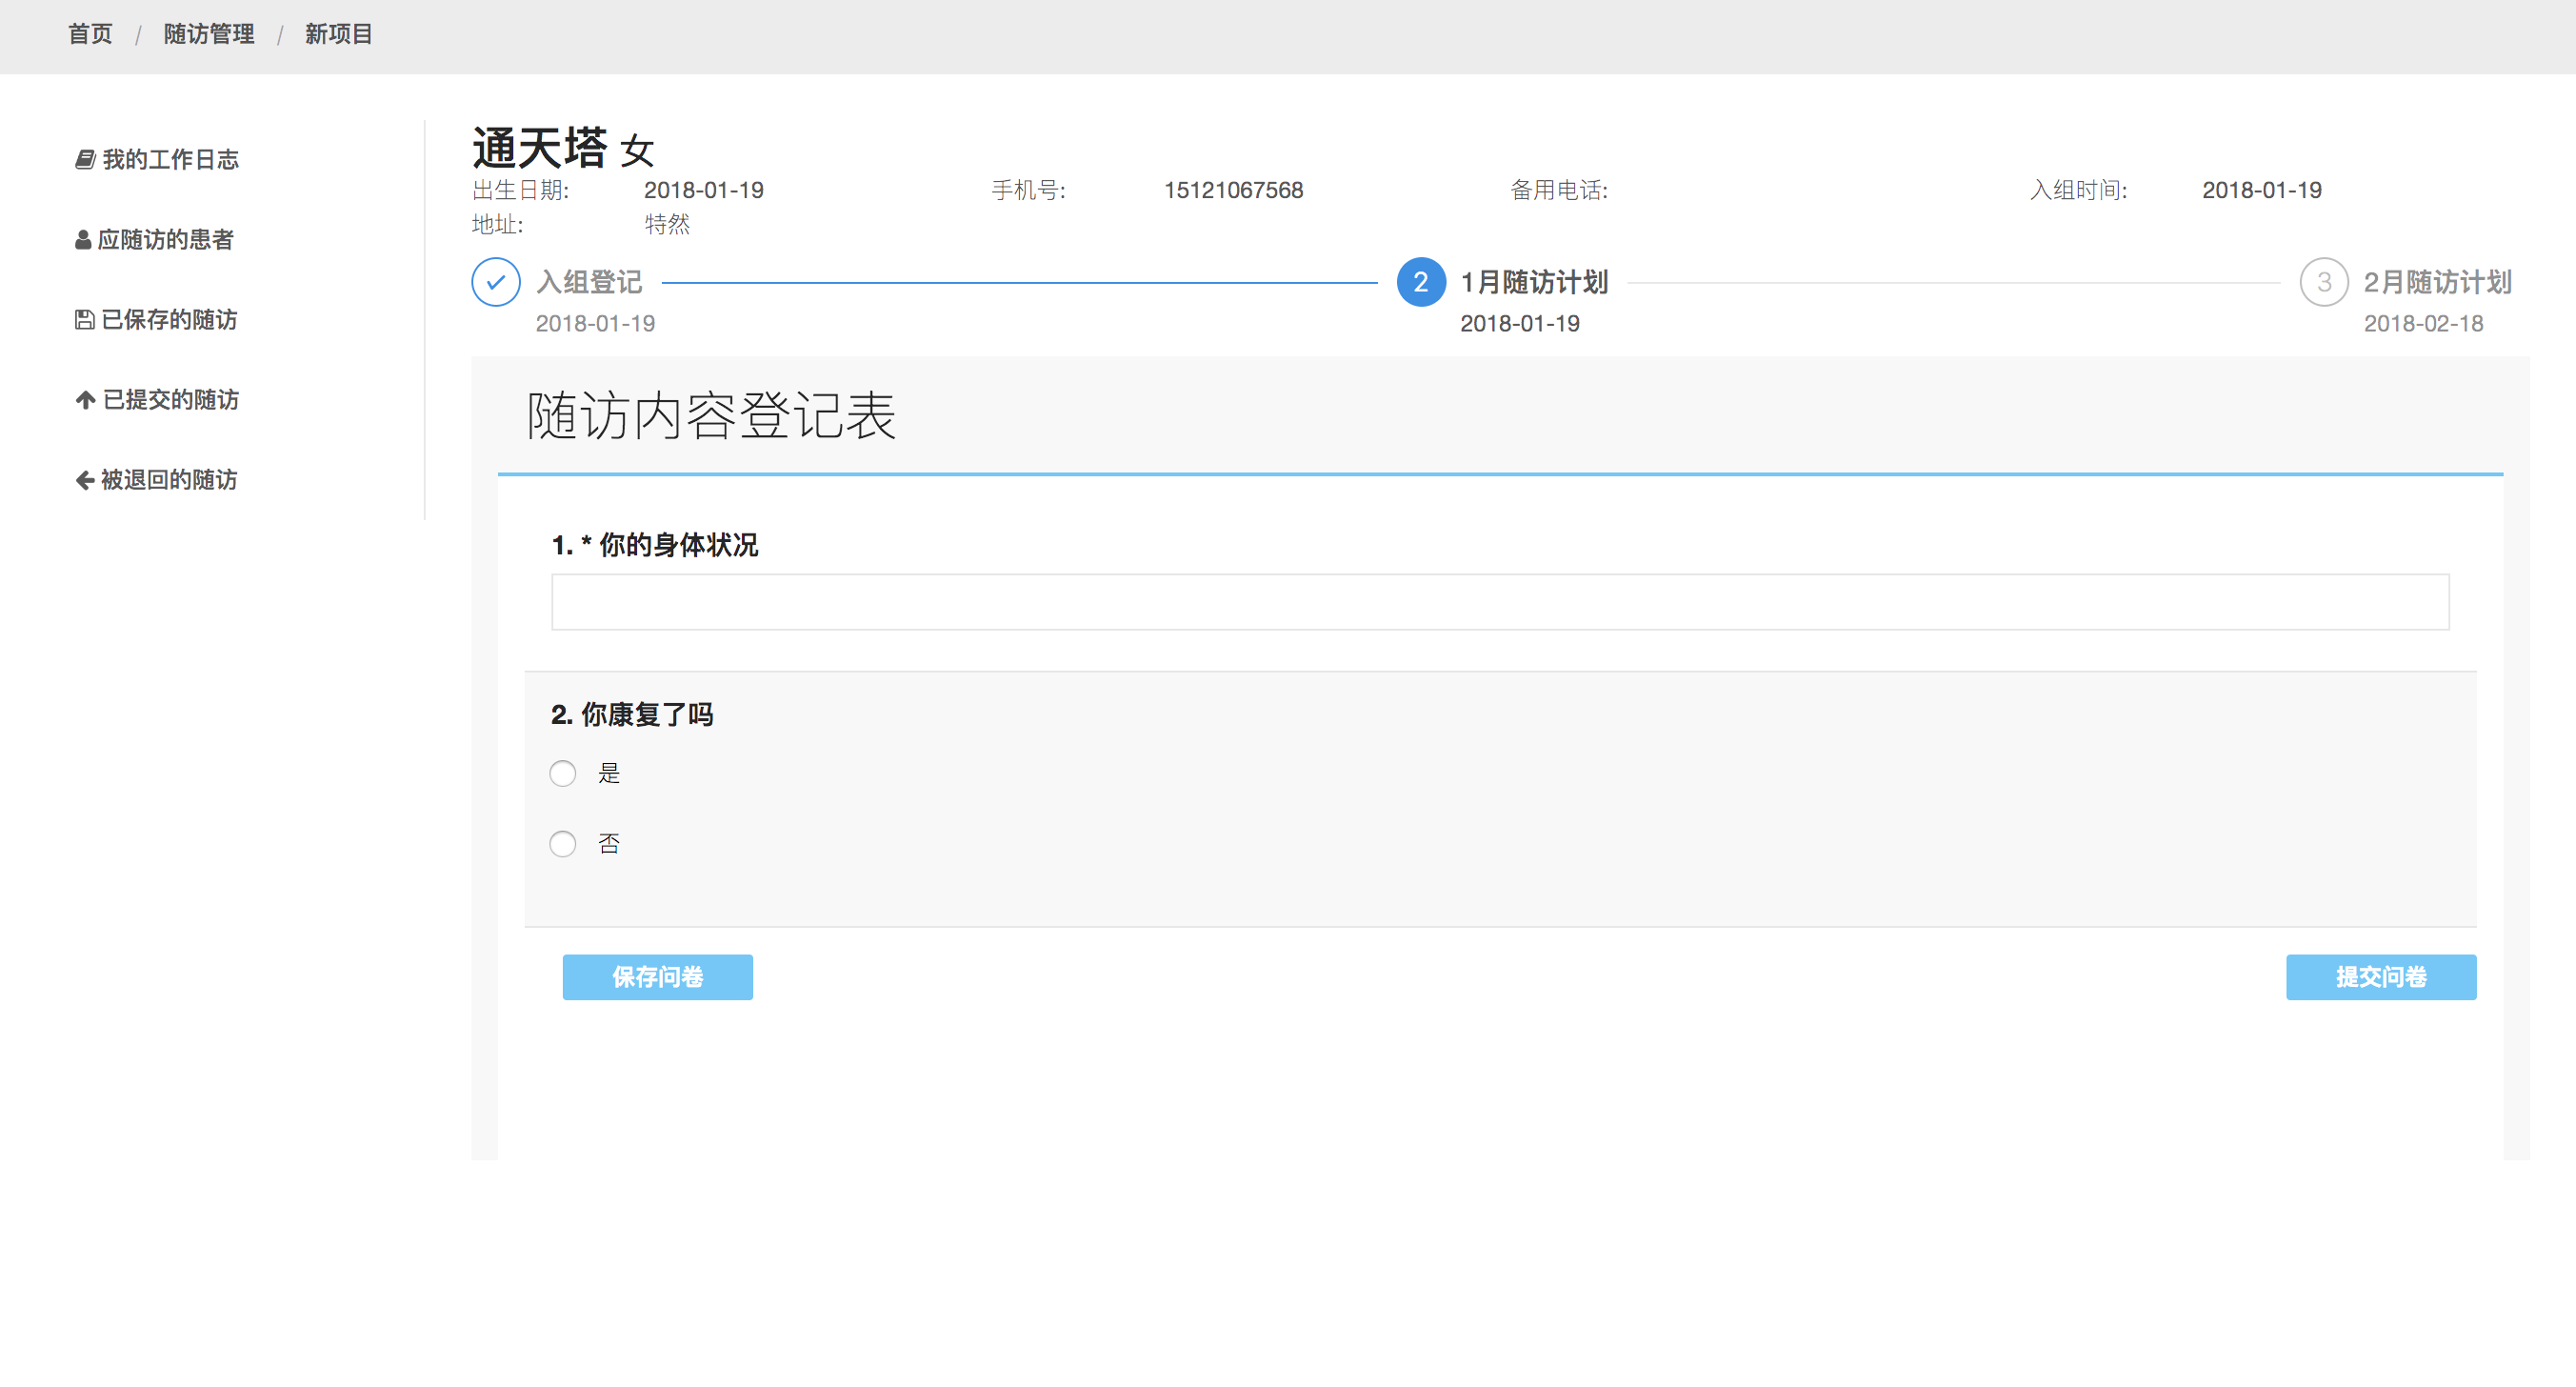 首页 / 随访管理 / 新项目
我的工作日志
应随访的患者
已保存的随访
已提交的随访
被退回的随访
通天塔 女
出生日期: 2018-01-19 手机号: 15121067568 备用电话: 入组时间: 2018-01-19
地址: 特然
入组登记 2 1月随访计划 3 2月随访计划
2018-01-19 2018-01-19 2018-02-18
随访内容登记表
1. * 你的身体状况
2. 你康复了吗
是
否
保存问卷 提交问卷